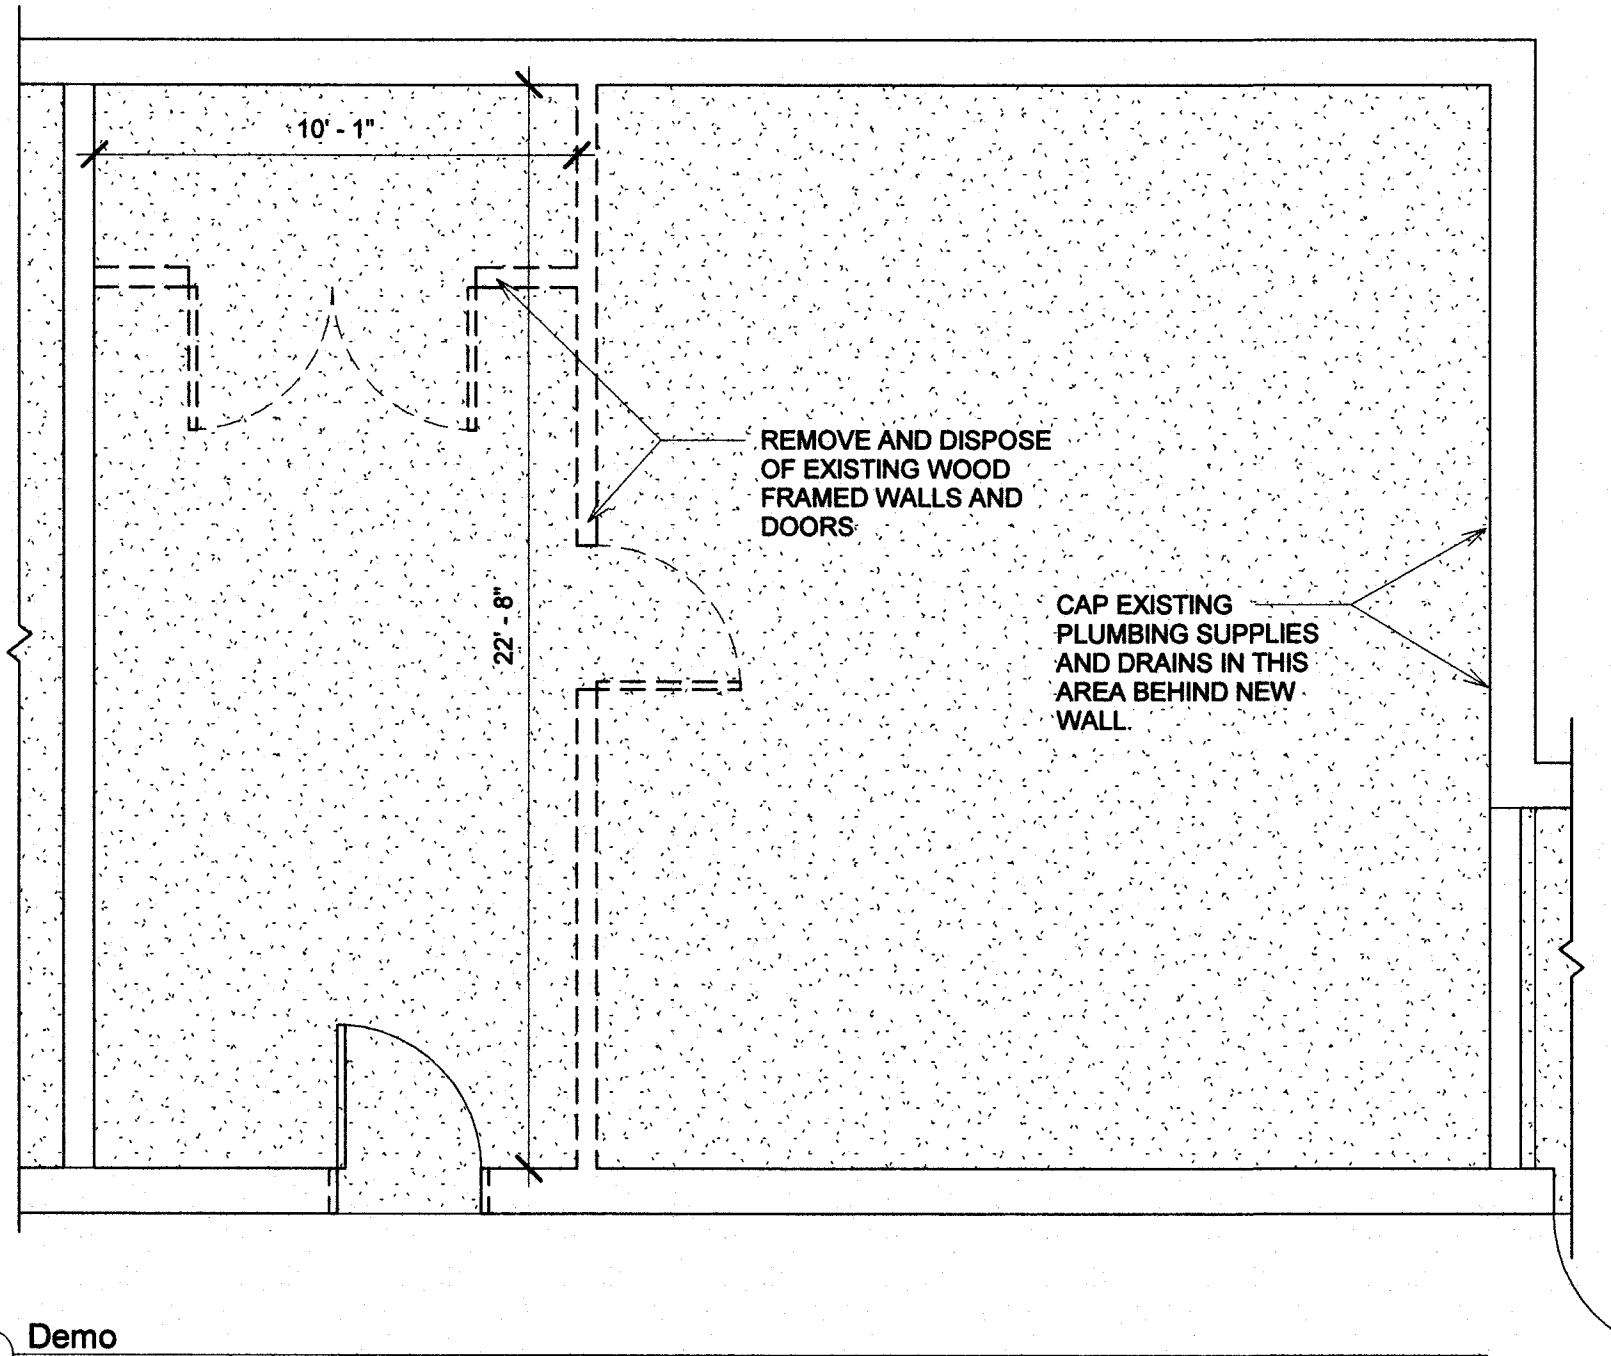 10' - 1"
REMOVE AND DISPOSE
OF EXISTING WOOD
FRAMED WALLS AND
DOORS
22' - 8"
CAP EXISTING
PLUMBING SUPPLIES
AND DRAINS IN THIS
AREA BEHIND NEW
WALL.
Demo